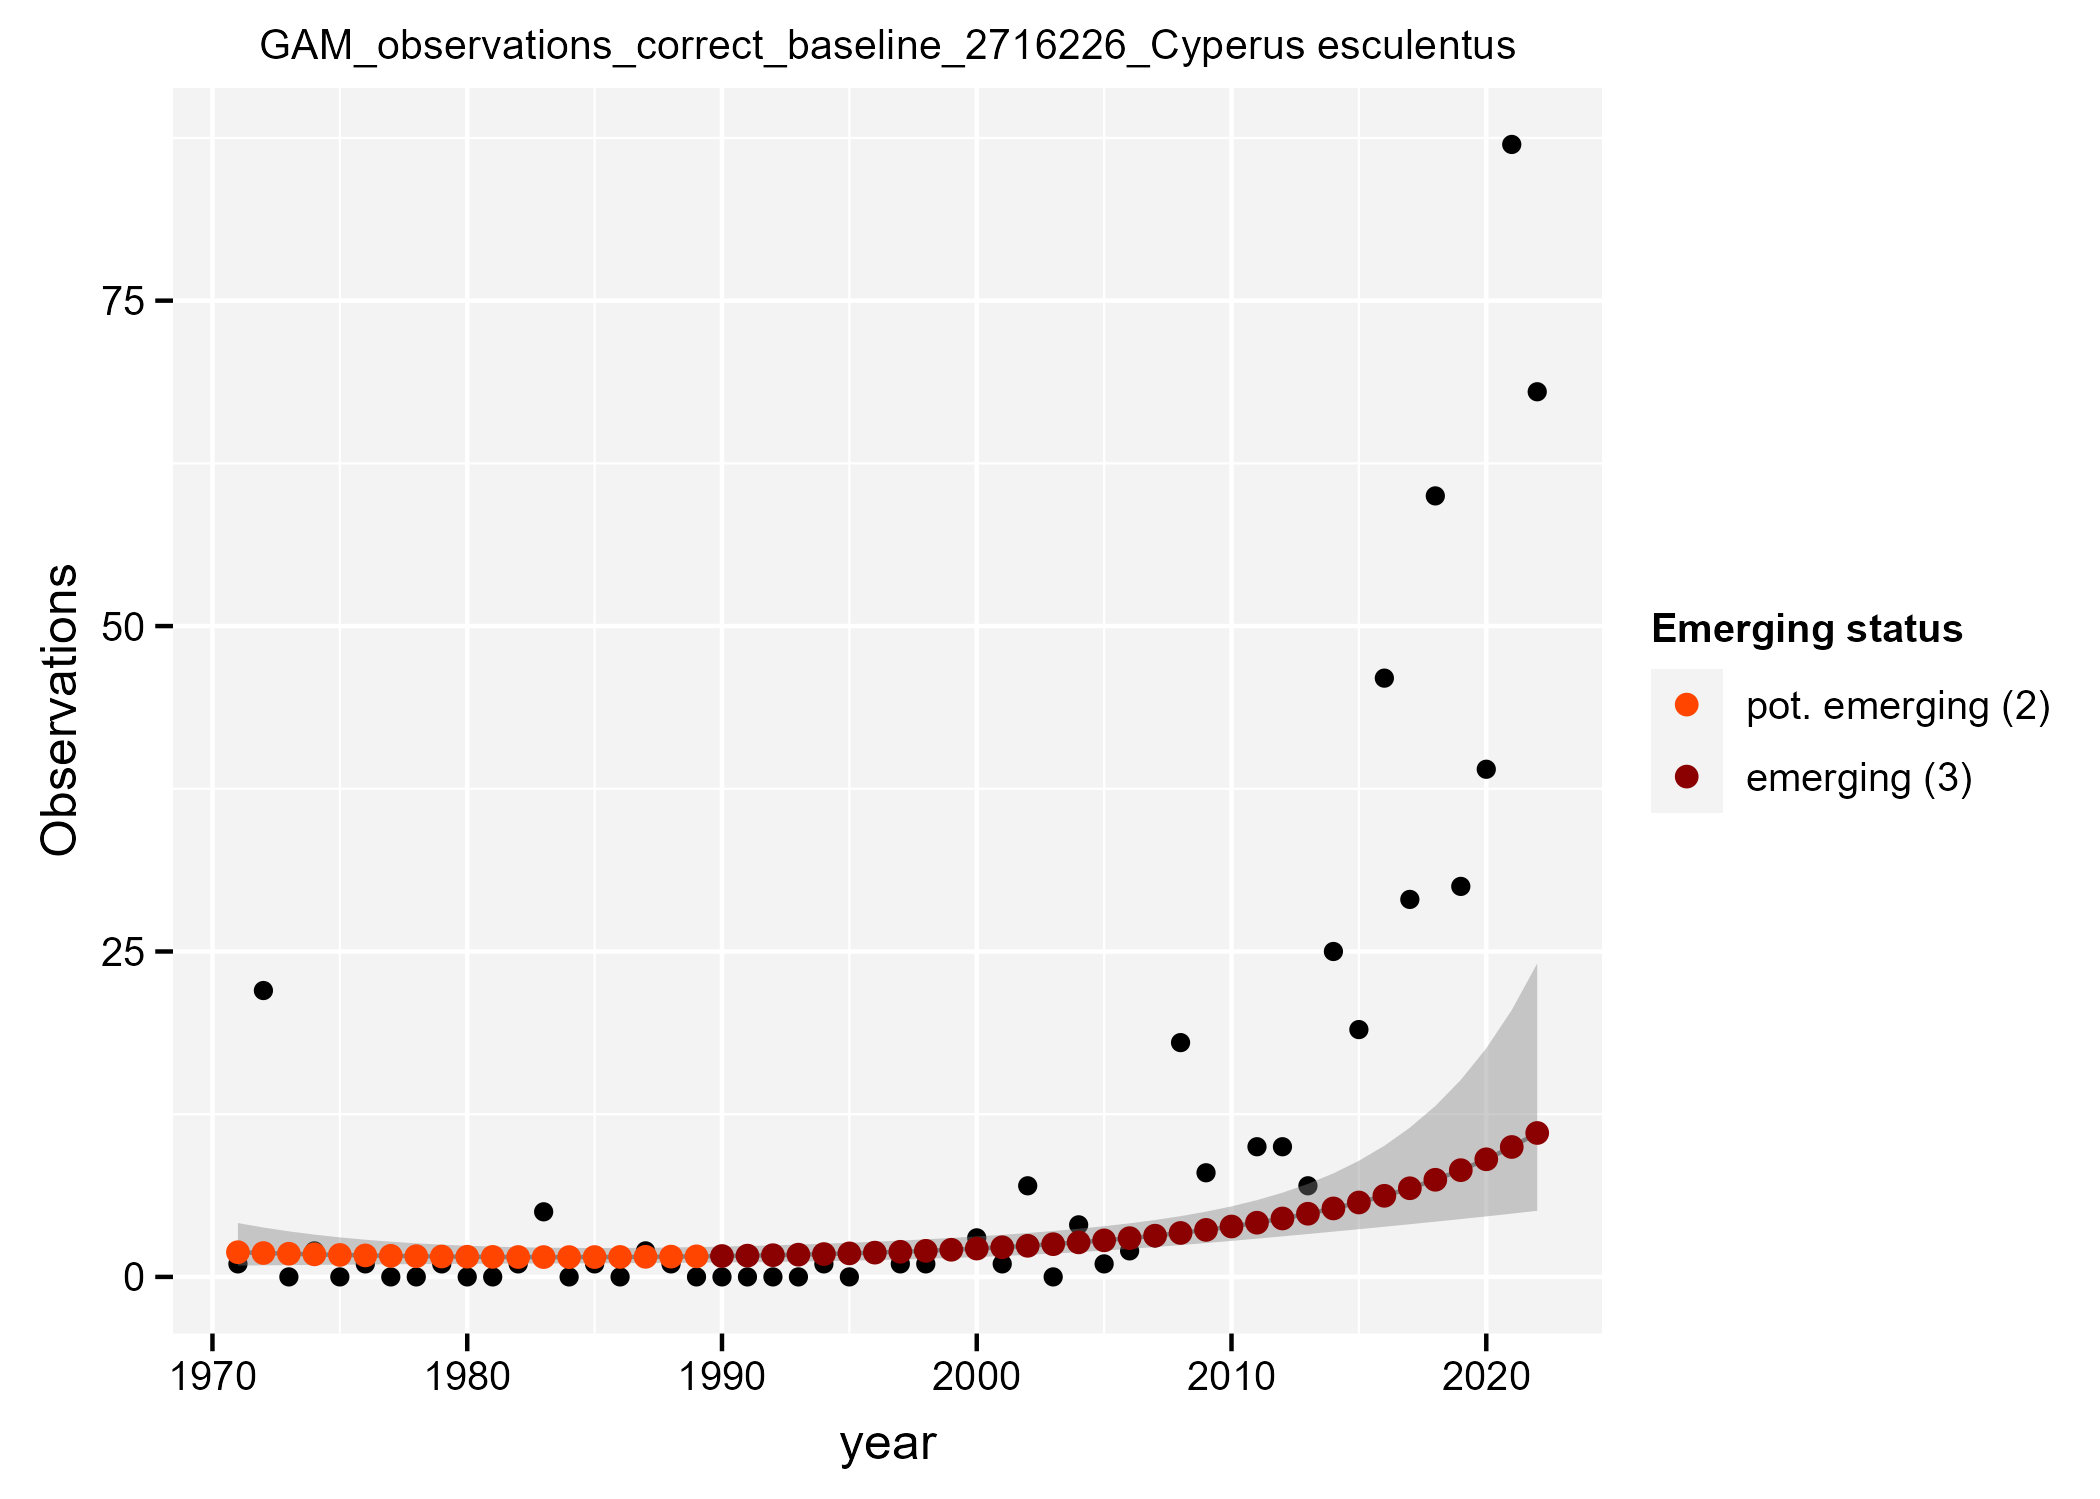 GAM_observations_correct_baseline_2716226_Cyperus esculentus
Observations
75
50
25
0
1970 1980 1990 2000 2010 2020
year
Emerging status
pot. emerging (2)
emerging (3)